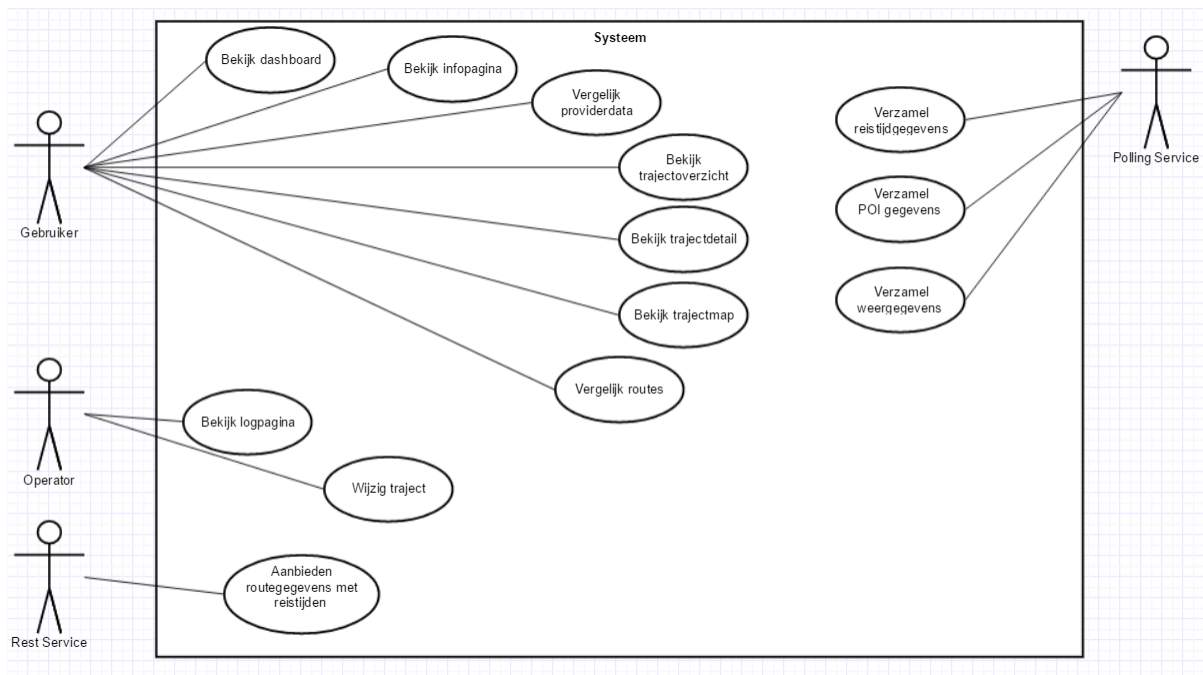 Systeem
Bekijk dashboard
Bekijk infopagina
Vergelijk
providerdata
Bekijk
trajectoverzicht
Bekijk trajectdetail
Bekijk trajectmap
Vergelijk routes
Verzamel
reistijdgegevens
Verzamel
POI gegevens
Verzamel
weergegevens
Polling Service
Gebruiker
Bekijk logpagina
Wijzig traject
Operator
Aanbieden
routegegevens met
reistijden
Rest Service